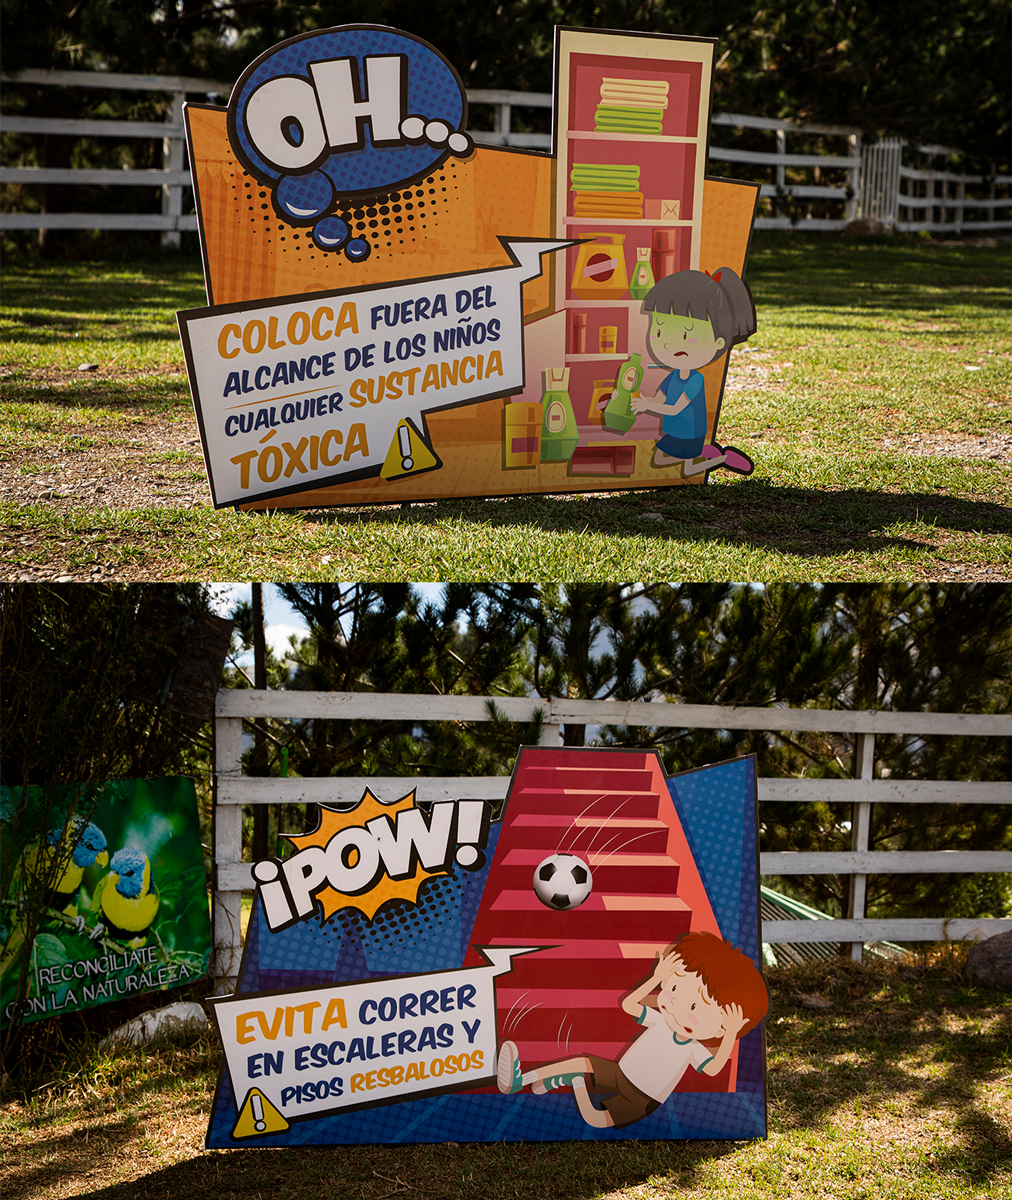 OH...
COLOCA FUERA DEL
ALCANCE DE LOS NIÑOS
CUALQUIER SUSTANCIA
TÓXICA
¡POW!
EVITA CORRER
EN ESCALERAS Y
PISOS RESBALOSOS
RECONCÍLIATE
CON LA NATURALEZA